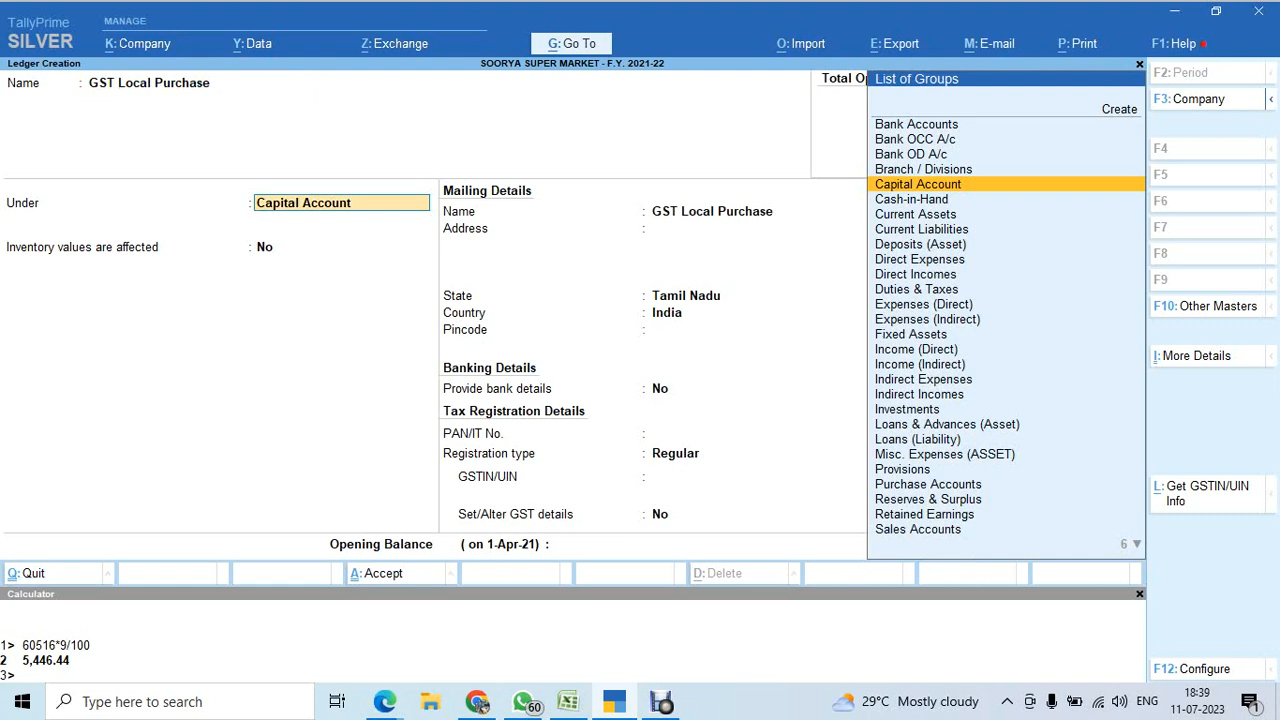 TallyPrime
SILVER
MANAGE
K: Company
Y: Data
Z: Exchange
G: Go To
O: Import
E: Export
M: E-mail
P: Print
F1: Help
Ledger Creation
SOORYA SUPER MARKET - F.Y. 2021-22
Name : GST Local Purchase
Total Op
Under : Capital Account
Inventory values are affected : No
Mailing Details
Name : GST Local Purchase
Address :
State : Tamil Nadu
Country : India
Pincode :
Banking Details
Provide bank details : No
Tax Registration Details
PAN/IT No. :
Registration type : Regular
GSTIN/UIN :
Set/Alter GST details : No
Opening Balance ( on 1-Apr-21) :
List of Groups
Create
Bank Accounts
Bank OCC A/c
Bank OD A/c
Branch / Divisions
Capital Account
Cash-in-Hand
Current Assets
Current Liabilities
Deposits (Asset)
Direct Expenses
Direct Incomes
Duties & Taxes
Expenses (Direct)
Expenses (Indirect)
Fixed Assets
Income (Direct)
Income (Indirect)
Indirect Expenses
Indirect Incomes
Investments
Loans & Advances (Asset)
Loans (Liability)
Misc. Expenses (ASSET)
Provisions
Purchase Accounts
Reserves & Surplus
Retained Earnings
Sales Accounts
6
F2: Period
F3: Company
F4
F5
F6
F7
F8
F9
F10: Other Masters
I: More Details
L: Get GSTIN/UIN
Info
F12: Configure
Q: Quit
A: Accept
D: Delete
Calculator
1> 60516*9/100
2 5,446.44
3>
Type here to search
60
29°C Mostly cloudy
ENG
18:39
11-07-2023
1